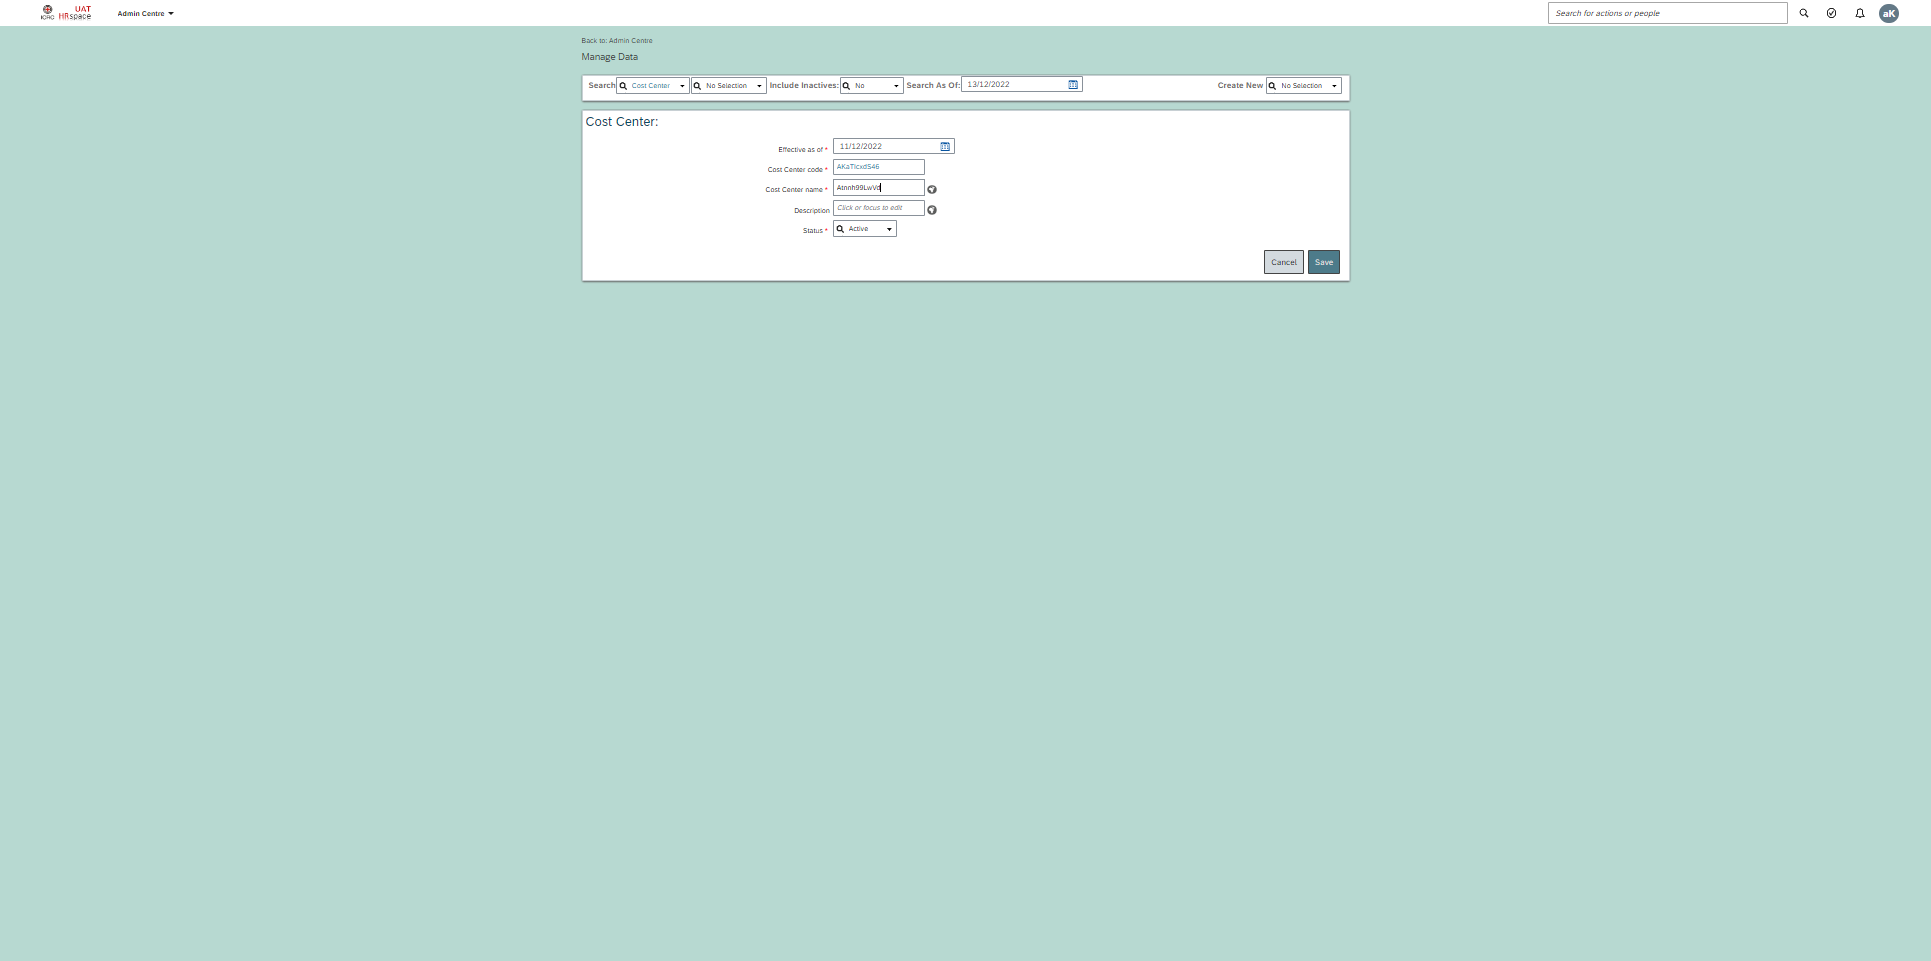 ICRC UAT HRspace Admin Centre Search for actions or people aK
Back to: Admin Centre
Manage Data
Search Cost Center No Selection Include Inactives: No Search As Of: 13/12/2022 Create New No Selection
Cost Center:
Effective as of * 11/12/2022
Cost Center code * AKaTicxdS46
Cost Center name * Atnnh99LwVd
Description Click or focus to edit
Status * Active
Cancel Save